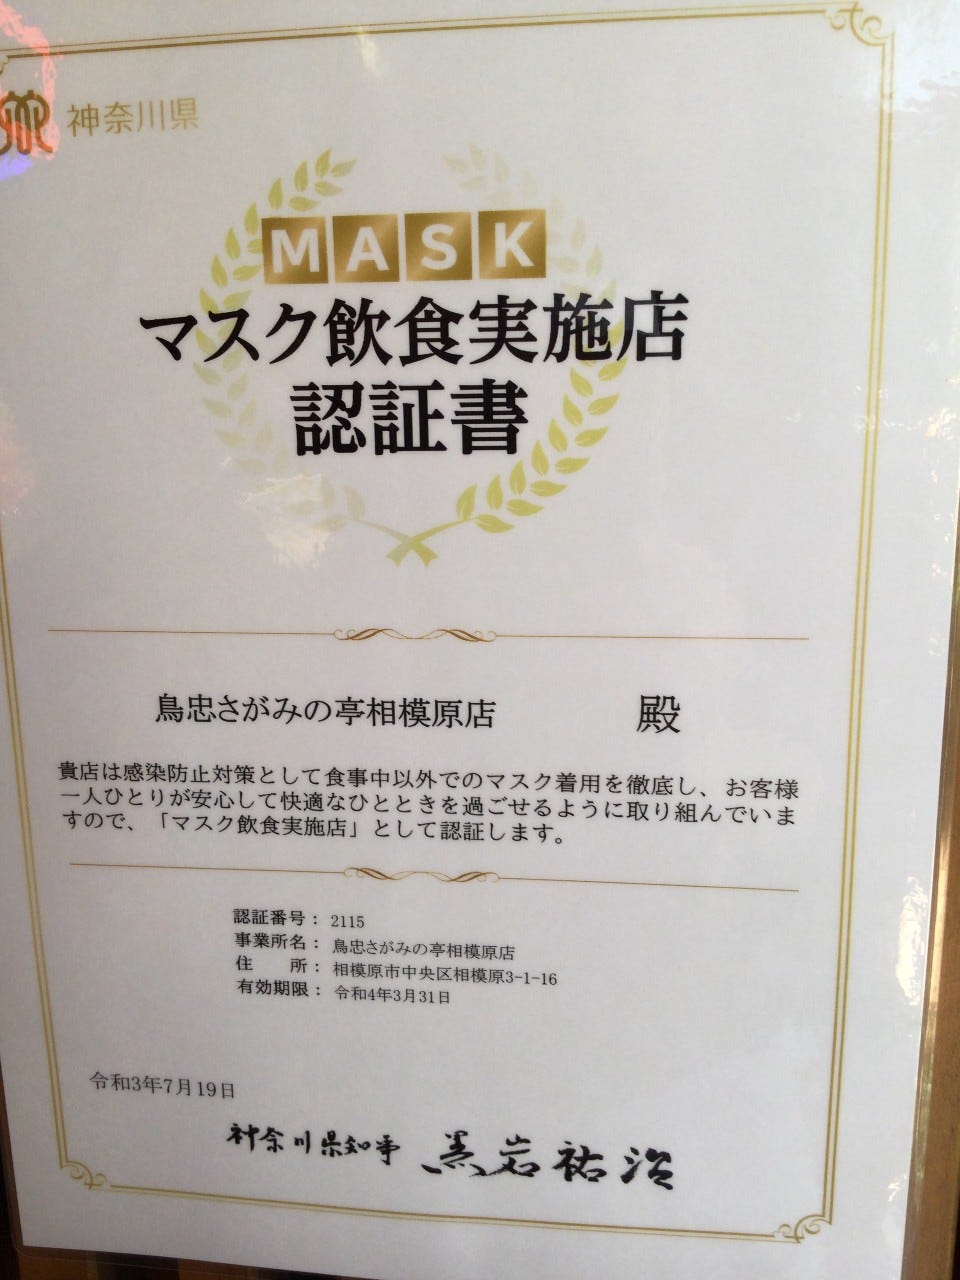 神奈川県
MASK
マスク飲食実施店
認証書
鳥忠さがみの亭相模原店 殿
貴店は感染防止対策として食事中以外でのマスク着用を徹底し、お客様
一人ひとりが安心して快適なひとときを過ごせるように取り組んでいま
すので、「マスク飲食実施店」として認証します。
認証番号： 2115
事業所名： 鳥忠さがみの亭相模原店
住　　所： 相模原市中央区相模原3-1-16
有効期限： 令和4年3月31日
令和3年7月19日
神奈川県知事 黒岩祐治